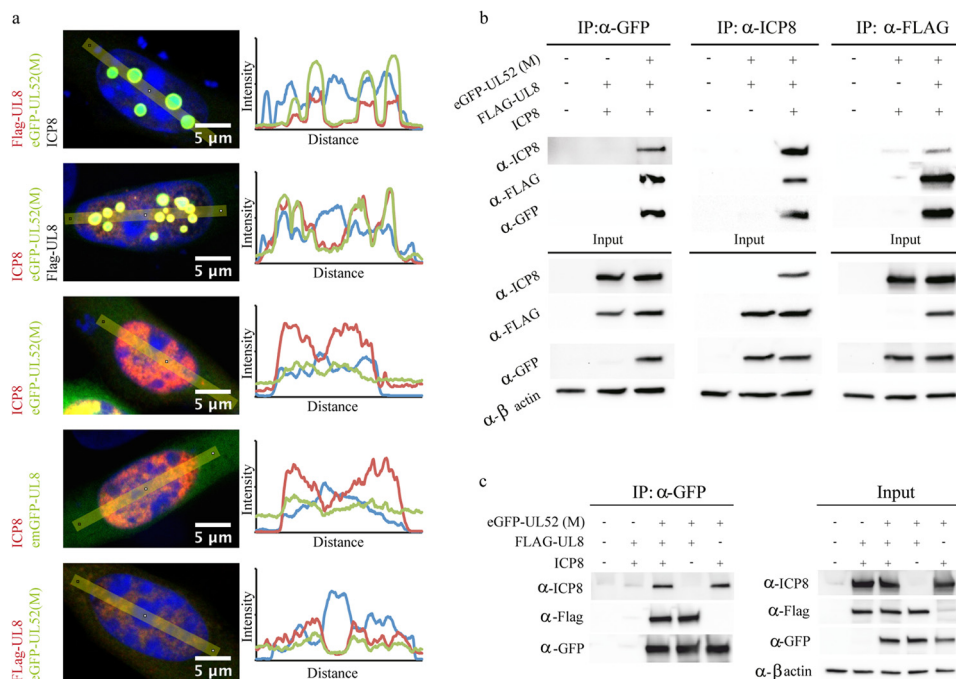 a
Flag-UL8
eGFP-UL52(M)
ICP8
5 μm
Intensity
Distance
ICP8
eGFP-UL52(M)
Flag-UL8
5 μm
Intensity
Distance
ICP8
eGFP-UL52(M)
5 μm
Intensity
Distance
ICP8
emGFP-UL8
5 μm
Intensity
Distance
Flag-UL8
eGFP-UL52(M)
5 μm
Intensity
Distance
b
IP:α-GFP IP: α-ICP8 IP: α-FLAG
eGFP-UL52 (M) - - + - + + - + +
FLAG-UL8 - + + - + + - - +
ICP8 - + + - - + - + +
α-ICP8
α-FLAG
α-GFP
Input Input Input
α-ICP8
α-FLAG
α-GFP
α-β actin
c
IP: α-GFP Input
eGFP-UL52 (M) - - + + + - - + + +
FLAG-UL8 - + + + - - + + + -
ICP8 - + + - + - + + - +
α-ICP8 α-ICP8
α-Flag α-Flag
α-GFP α-GFP
α-β actin